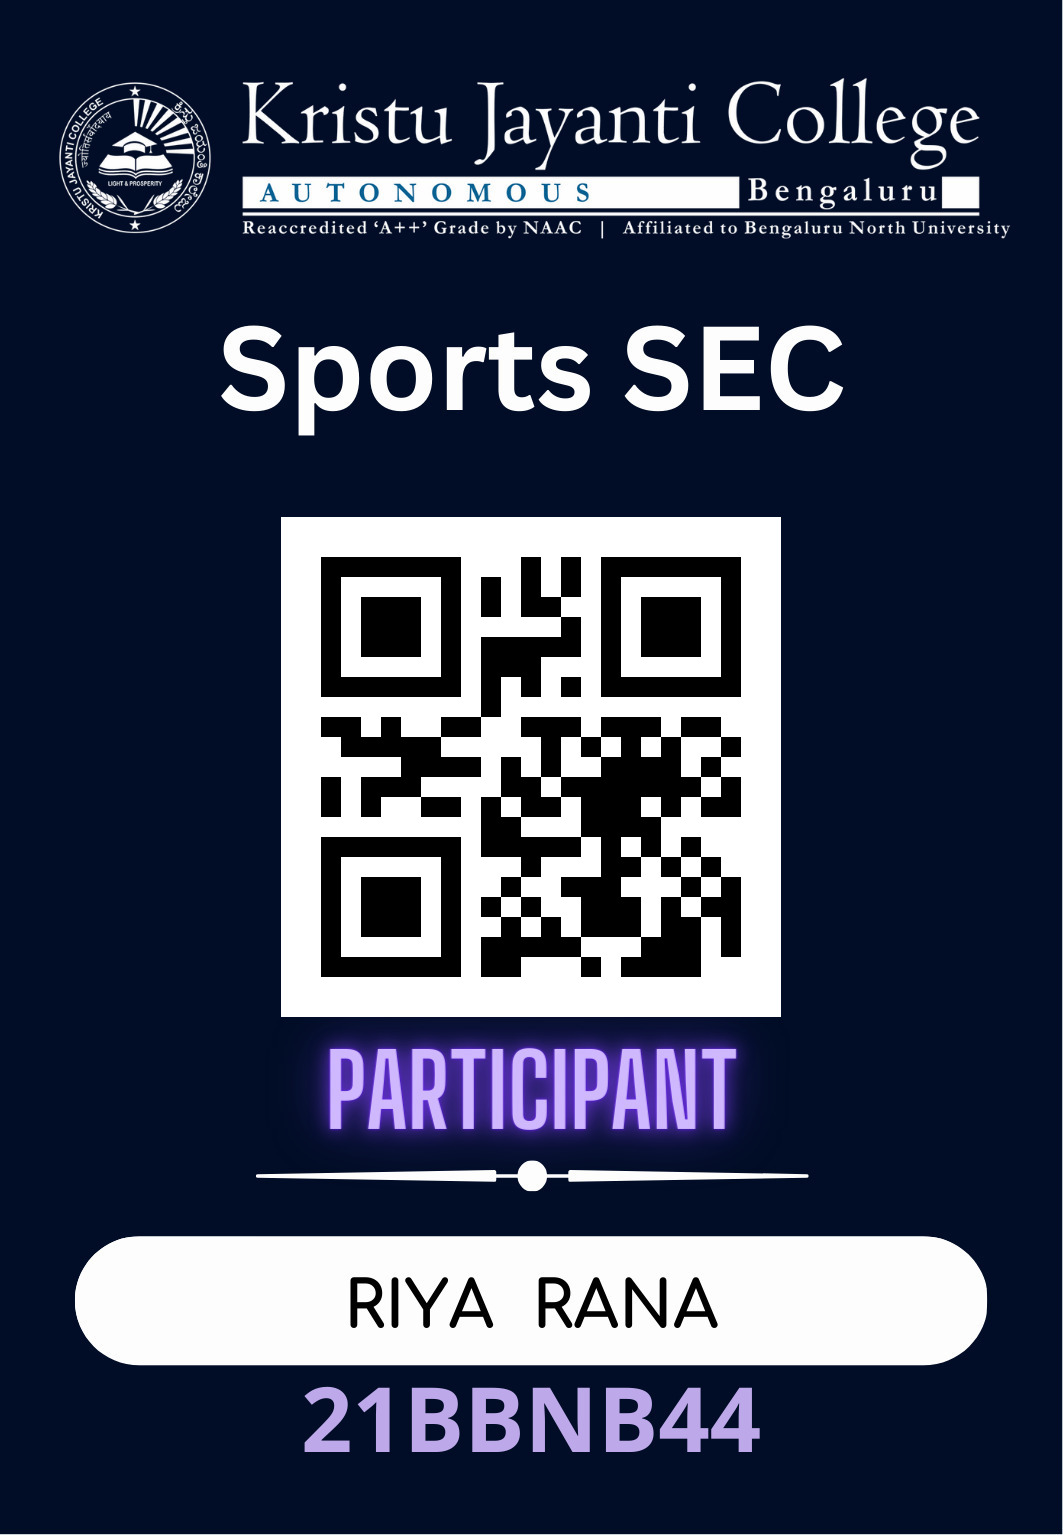 Kristu Jayanti College
AUTONOMOUS Bengaluru
Reaccredited ‘A++’ Grade by NAAC | Affiliated to Bengaluru North University
KRISTU JAYANTI COLLEGE
LIGHT & PROSPERITY
Sports SEC
PARTICIPANT
RIYA RANA
21BBNB44